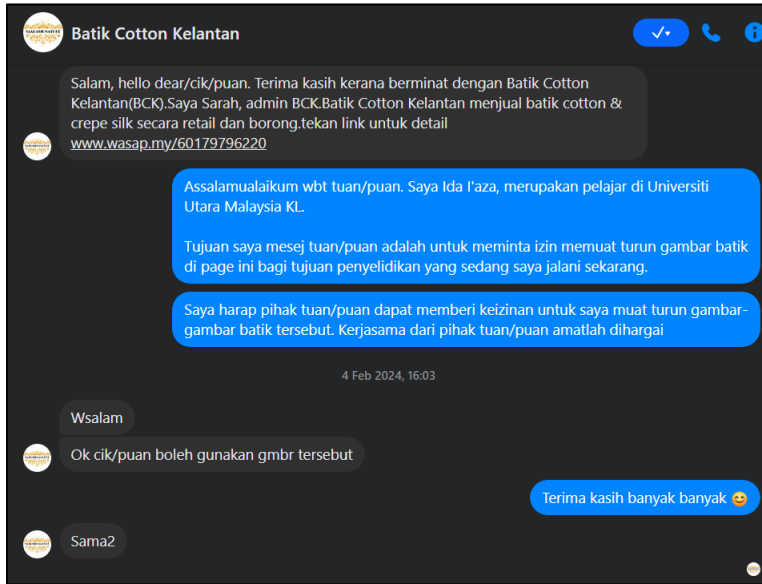 Batik Cotton Kelantan
Salam, hello dear/cik/puan. Terima kasih kerana berminat dengan Batik Cotton
Kelantan(BCK).Saya Sarah, admin BCK.Batik Cotton Kelantan menjual batik cotton &
crepe silk secara retail dan borong.tekan link untuk detail
www.wasap.my/60179796220
Assalamualaikum wbt tuan/puan. Saya Ida I'aza, merupakan pelajar di Universiti
Utara Malaysia KL.
Tujuan saya mesej tuan/puan adalah untuk meminta izin memuat turun gambar batik
di page ini bagi tujuan penyelidikan yang sedang saya jalani sekarang.
Saya harap pihak tuan/puan dapat memberi keizinan untuk saya muat turun gambar-
gambar batik tersebut. Kerjasama dari pihak tuan/puan amatlah dihargai
4 Feb 2024, 16:03
Wsalam
Ok cik/puan boleh gunakan gmbr tersebut
Terima kasih banyak banyak 😊
Sama2